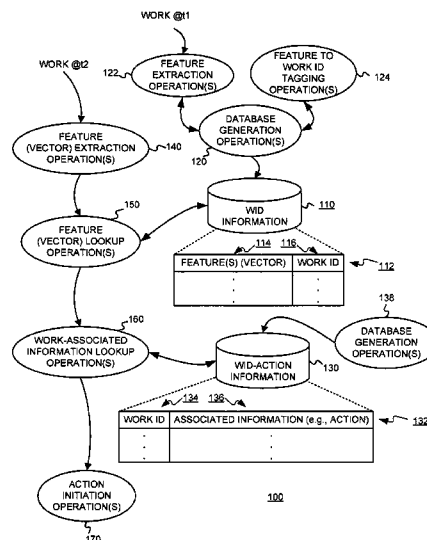 WORK @t1
WORK @t2
122
FEATURE
EXTRACTION
OPERATION(S)
FEATURE TO
WORK ID
TAGGING
OPERATION(S)
124
FEATURE
(VECTOR) EXTRACTION
OPERATION(S)
140
DATABASE
GENERATION
OPERATION(S)
120
150
FEATURE
(VECTOR) LOOKUP
OPERATION(S)
WID
INFORMATION
110
114
116
FEATURE(S) (VECTOR)
WORK ID
112
138
160
WORK-ASSOCIATED
INFORMATION LOOKUP
OPERATION(S)
WID-ACTION
INFORMATION
130
DATABASE
GENERATION
OPERATION(S)
134
136
WORK ID
ASSOCIATED INFORMATION (e.g., ACTION)
132
ACTION
INITIATION
OPERATION(S)
170
100